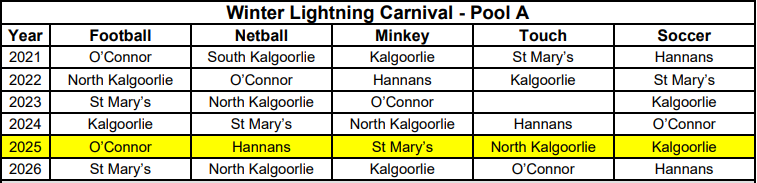 Winter Lightning Carnival - Pool A
Year Football Netball Minkey Touch Soccer
2021 O’Connor South Kalgoorlie Kalgoorlie St Mary’s Hannans
2022 North Kalgoorlie O’Connor Hannans Kalgoorlie St Mary’s
2023 St Mary’s North Kalgoorlie O’Connor Kalgoorlie
2024 Kalgoorlie St Mary’s North Kalgoorlie Hannans O’Connor
2025 O’Connor Hannans St Mary’s North Kalgoorlie Kalgoorlie
2026 St Mary’s North Kalgoorlie Kalgoorlie O’Connor Hannans